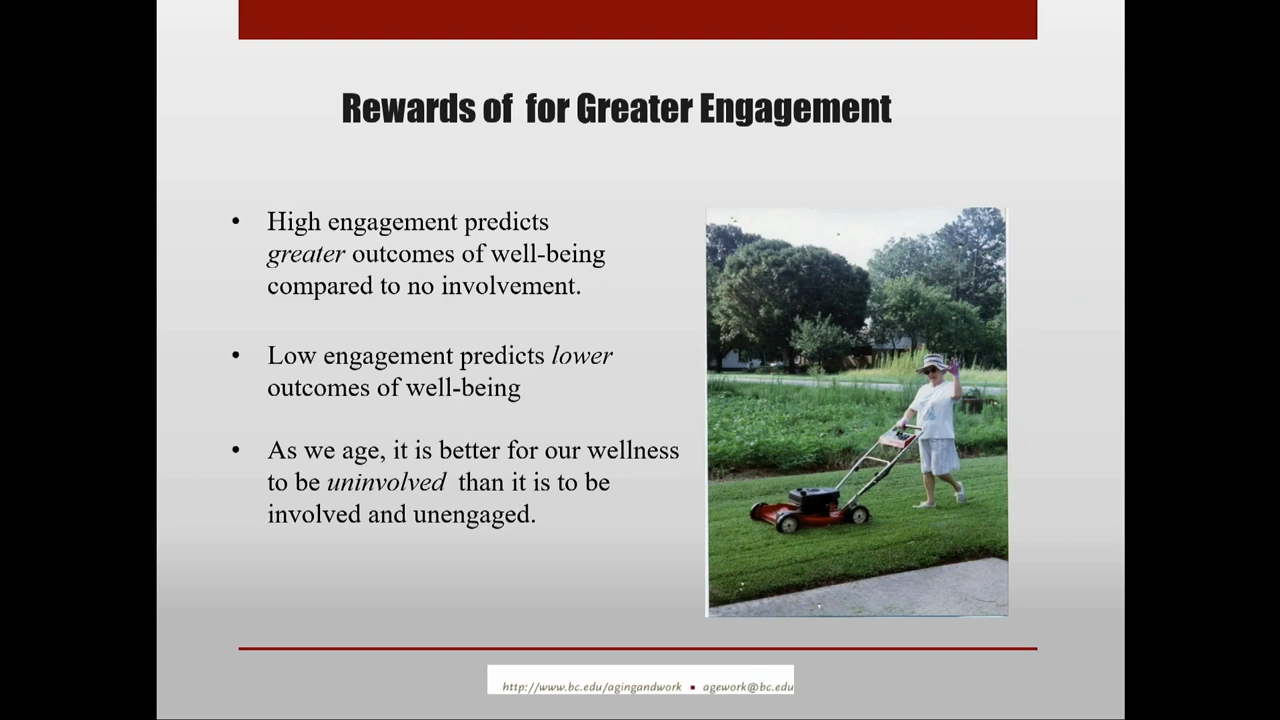 Rewards of  for Greater Engagement
• High engagement predicts
greater outcomes of well-being
compared to no involvement.
• Low engagement predicts lower
outcomes of well-being
• As we age, it is better for our wellness
to be uninvolved  than it is to be
involved and unengaged.
http://www.bc.edu/agingandwork ▪ agework@bc.edu